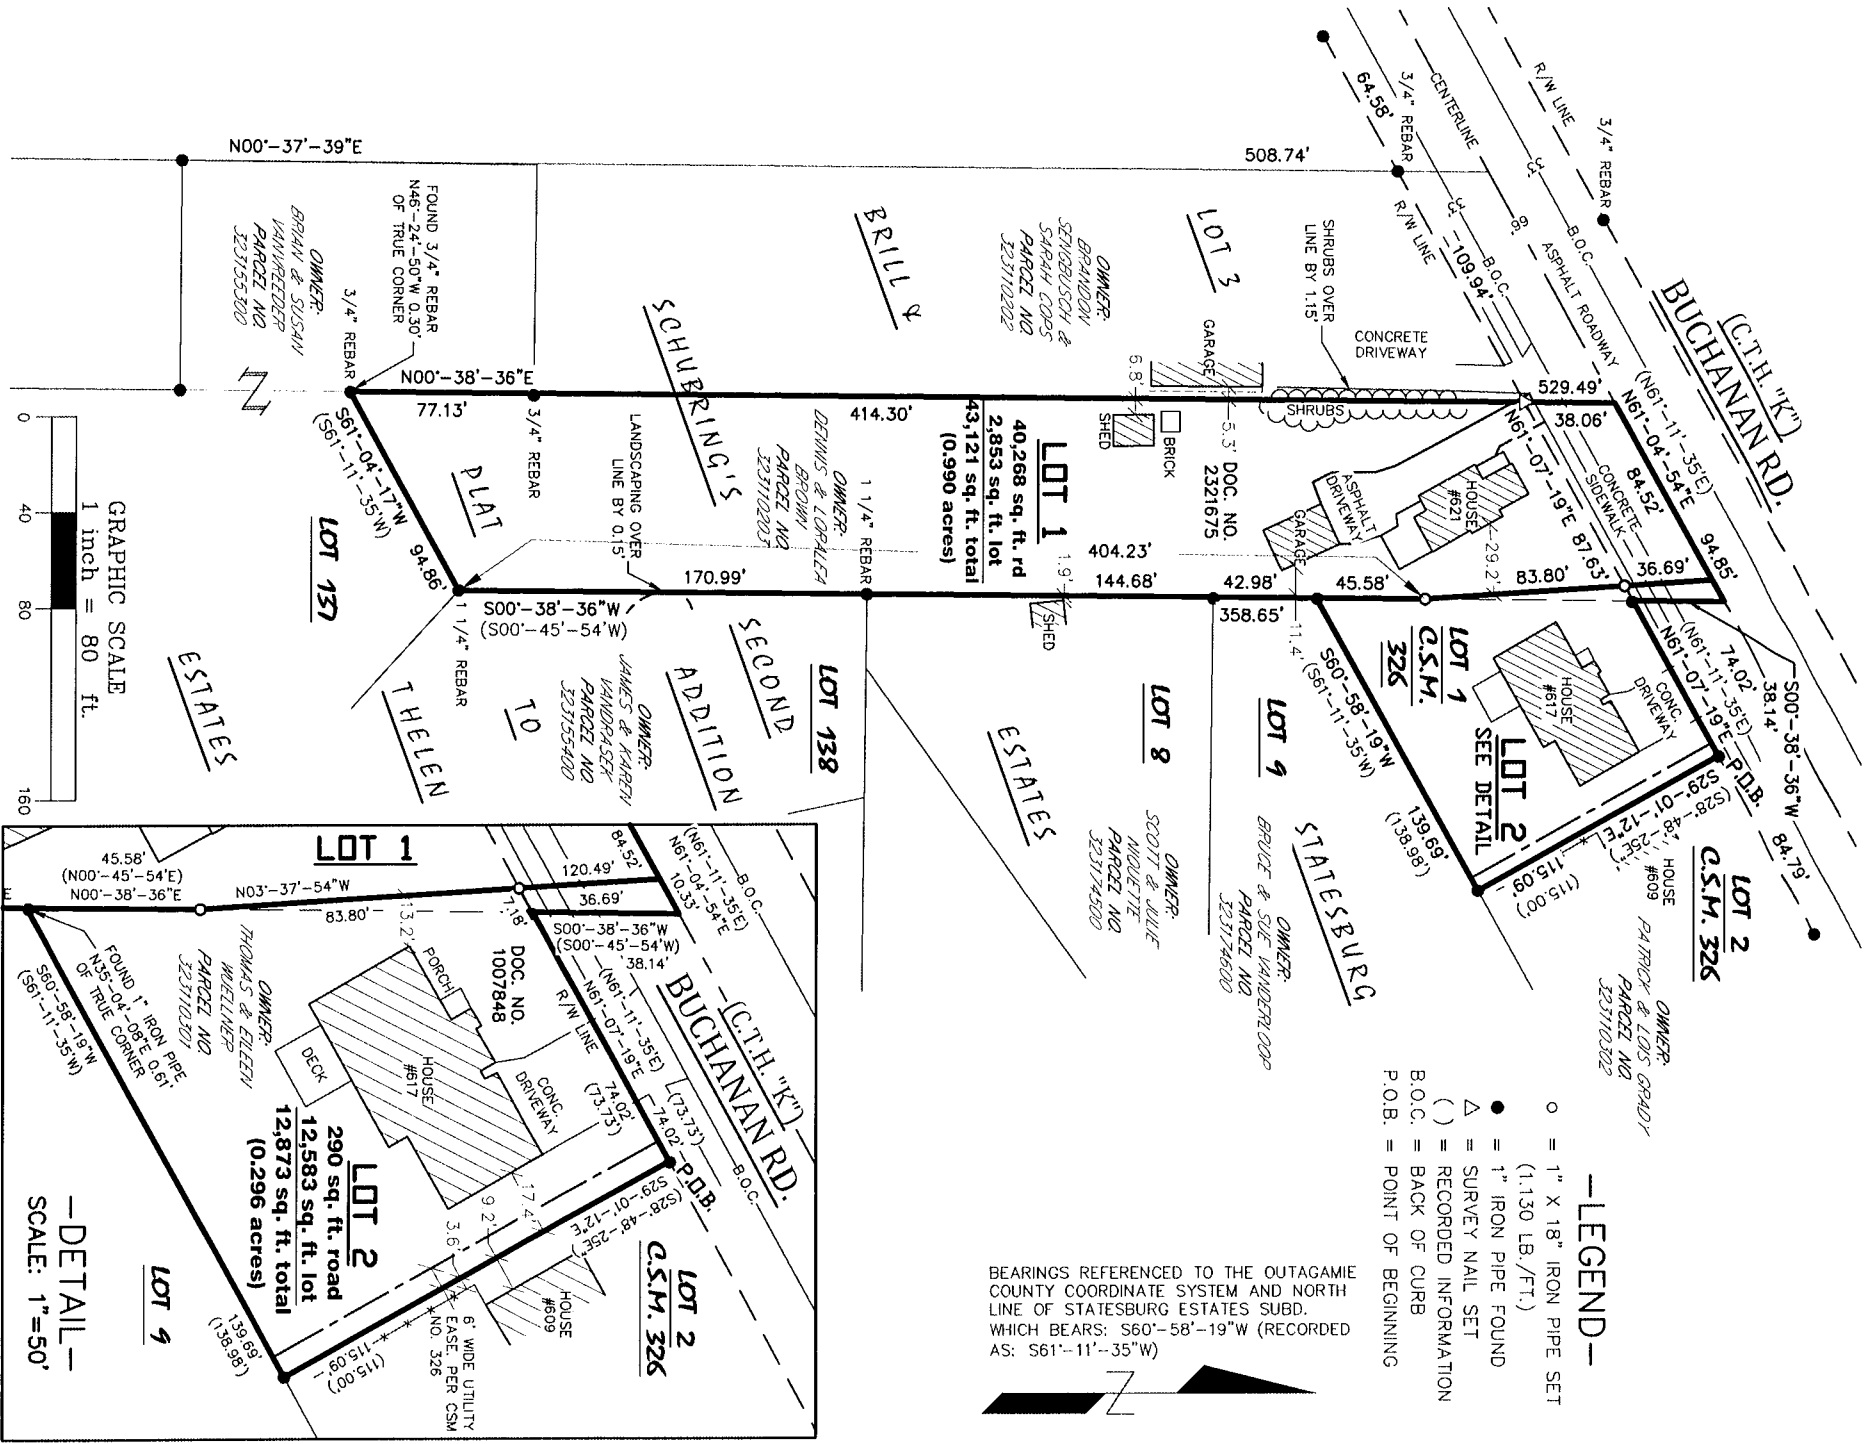 BUCHANAN RD.
(C.T.H. "K")
R/W LINE
CENTERLINE
3/4" REBAR
3/4" REBAR
B.O.C.
ASPHALT ROADWAY
B.O.C.
R/W LINE
33'
66'
33'
64.58'
109.94'
508.74'
N00°-37'-39"E
529.49'
38.06'
(N61°-11'-35"E)
N61°-04'-54"E
84.52'
94.85'
N61°-07'-19"E 87.63'
CONCRETE
SIDEWALK
36.69'
S00°-38'-36"W
38.14'
(N61°-11'-35"E)
74.02'
N61°-07'-19"E
P.O.B.
84.79'
S29°-01'-12"E
(S28°-48'-25E")
115.09'
(115.00')
LOT 2
C.S.M. 326
HOUSE
#609
OWNER:
PATRICK & LOIS GRADY
PARCEL NO.
323110302
CONC.
DRIVEWAY
HOUSE
#617
LOT 2
SEE DETAIL
LOT 1
C.S.M.
326
S60°-58'-19"W
(S61°-11'-35"W)
139.69'
(138.98')
83.80'
45.58'
42.98'
358.65'
144.68'
404.23'
170.99'
29.2'
11.4'
1.9'
HOUSE
#621
ASPHALT
DRIVEWAY
GARAGE
SHRUBS
SHRUBS OVER
LINE BY 1.15'
CONCRETE
DRIVEWAY
GARAGE
5.3'
6.8'
BRICK
SHED
SHED
DOC. NO.
2321675
LOT 1
40,268 sq. ft. rd
2,853 sq. ft. lot
43,121 sq. ft. total
(0.990 acres)
LOT 3
OWNER:
BRANDON
SENGBUSCH &
SARAH COPS
PARCEL NO.
323110202
BRILL &
SCHUBRING'S
PLAT
414.30'
1 1/4" REBAR
OWNER:
DENNIS & LORALEA
BROWN
PARCEL NO.
323110203
LANDSCAPING OVER
LINE BY 0.15'
3/4" REBAR
N00°-38'-36"E
77.13'
FOUND 3/4" REBAR
N46°-24'-50"W 0.30'
OF TRUE CORNER
3/4" REBAR
OWNER:
BRIAN & SUSAN
VANVREEDER
PARCEL NO.
323155300
S61°-04'-17"W
(S61°-11'-35"W)
94.86'
LOT 137
S00°-38'-36"W
(S00°-45'-54'W)
1 1/4" REBAR
THELEN
ESTATES
SECOND
ADDITION
TO
LOT 138
OWNER:
JAMES & KAREN
VANDRASEK
PARCEL NO.
323155400
LOT 9
LOT 8
STATESBURG
ESTATES
OWNER:
BRUCE & SUE VANDERLOOP
PARCEL NO.
323174600
OWNER:
SCOTT & JULIE
NIQUETTE
PARCEL NO.
323174500
N
GRAPHIC SCALE
1 inch = 80 ft.
0 40 80 160
—LEGEND—
○ = 1" X 18" IRON PIPE SET
(1.130 LB./FT.)
● = 1" IRON PIPE FOUND
△ = SURVEY NAIL SET
( ) = RECORDED INFORMATION
B.O.C. = BACK OF CURB
P.O.B. = POINT OF BEGINNING
BEARINGS REFERENCED TO THE OUTAGAMIE
COUNTY COORDINATE SYSTEM AND NORTH
LINE OF STATESBURG ESTATES SUBD.
WHICH BEARS: S60°-58'-19"W (RECORDED
AS: S61°-11'-35"W)
N
LOT 1
45.58'
(N00°-45'-54'E)
N00°-38'-36"E
N03°-37'-54"W
83.80'
120.49'
36.69'
84.52'
(N61°-11'-35'E)
N61°-04'-54"E
10.33'
B.O.C.
7.18'
S00°-38'-36"W
(S00°-45'-54'W)
38.14'
(C.T.H. "K")
BUCHANAN RD.
(N61°-11'-35'E)
N61°-07'-19"E
R/W LINE
74.02'
(73.73')
(73.73')
74.02'
P.O.B.
B.O.C.
S29°-01'-12"E
(S28°-48'-25E")
DOC. NO.
1007848
13.2'
PORCH
HOUSE
#617
DECK
CONC.
DRIVEWAY
17.4'
9.2'
3.6'
HOUSE
#609
LOT 2
C.S.M. 326
6' WIDE UTILITY
EASE. PER CSM
NO. 326
115.09'
(115.00')
OWNER:
THOMAS & EILEEN
WUELLNER
PARCEL NO.
323110301
FOUND 1" IRON PIPE
N35°-04'-08"E 0.61'
OF TRUE CORNER
S60°-58'-19"W
(S61°-11'-35'W)
LOT 2
290 sq. ft. road
12,583 sq. ft. lot
12,873 sq. ft. total
(0.296 acres)
139.69'
(138.98')
LOT 9
—DETAIL—
SCALE: 1"=50'